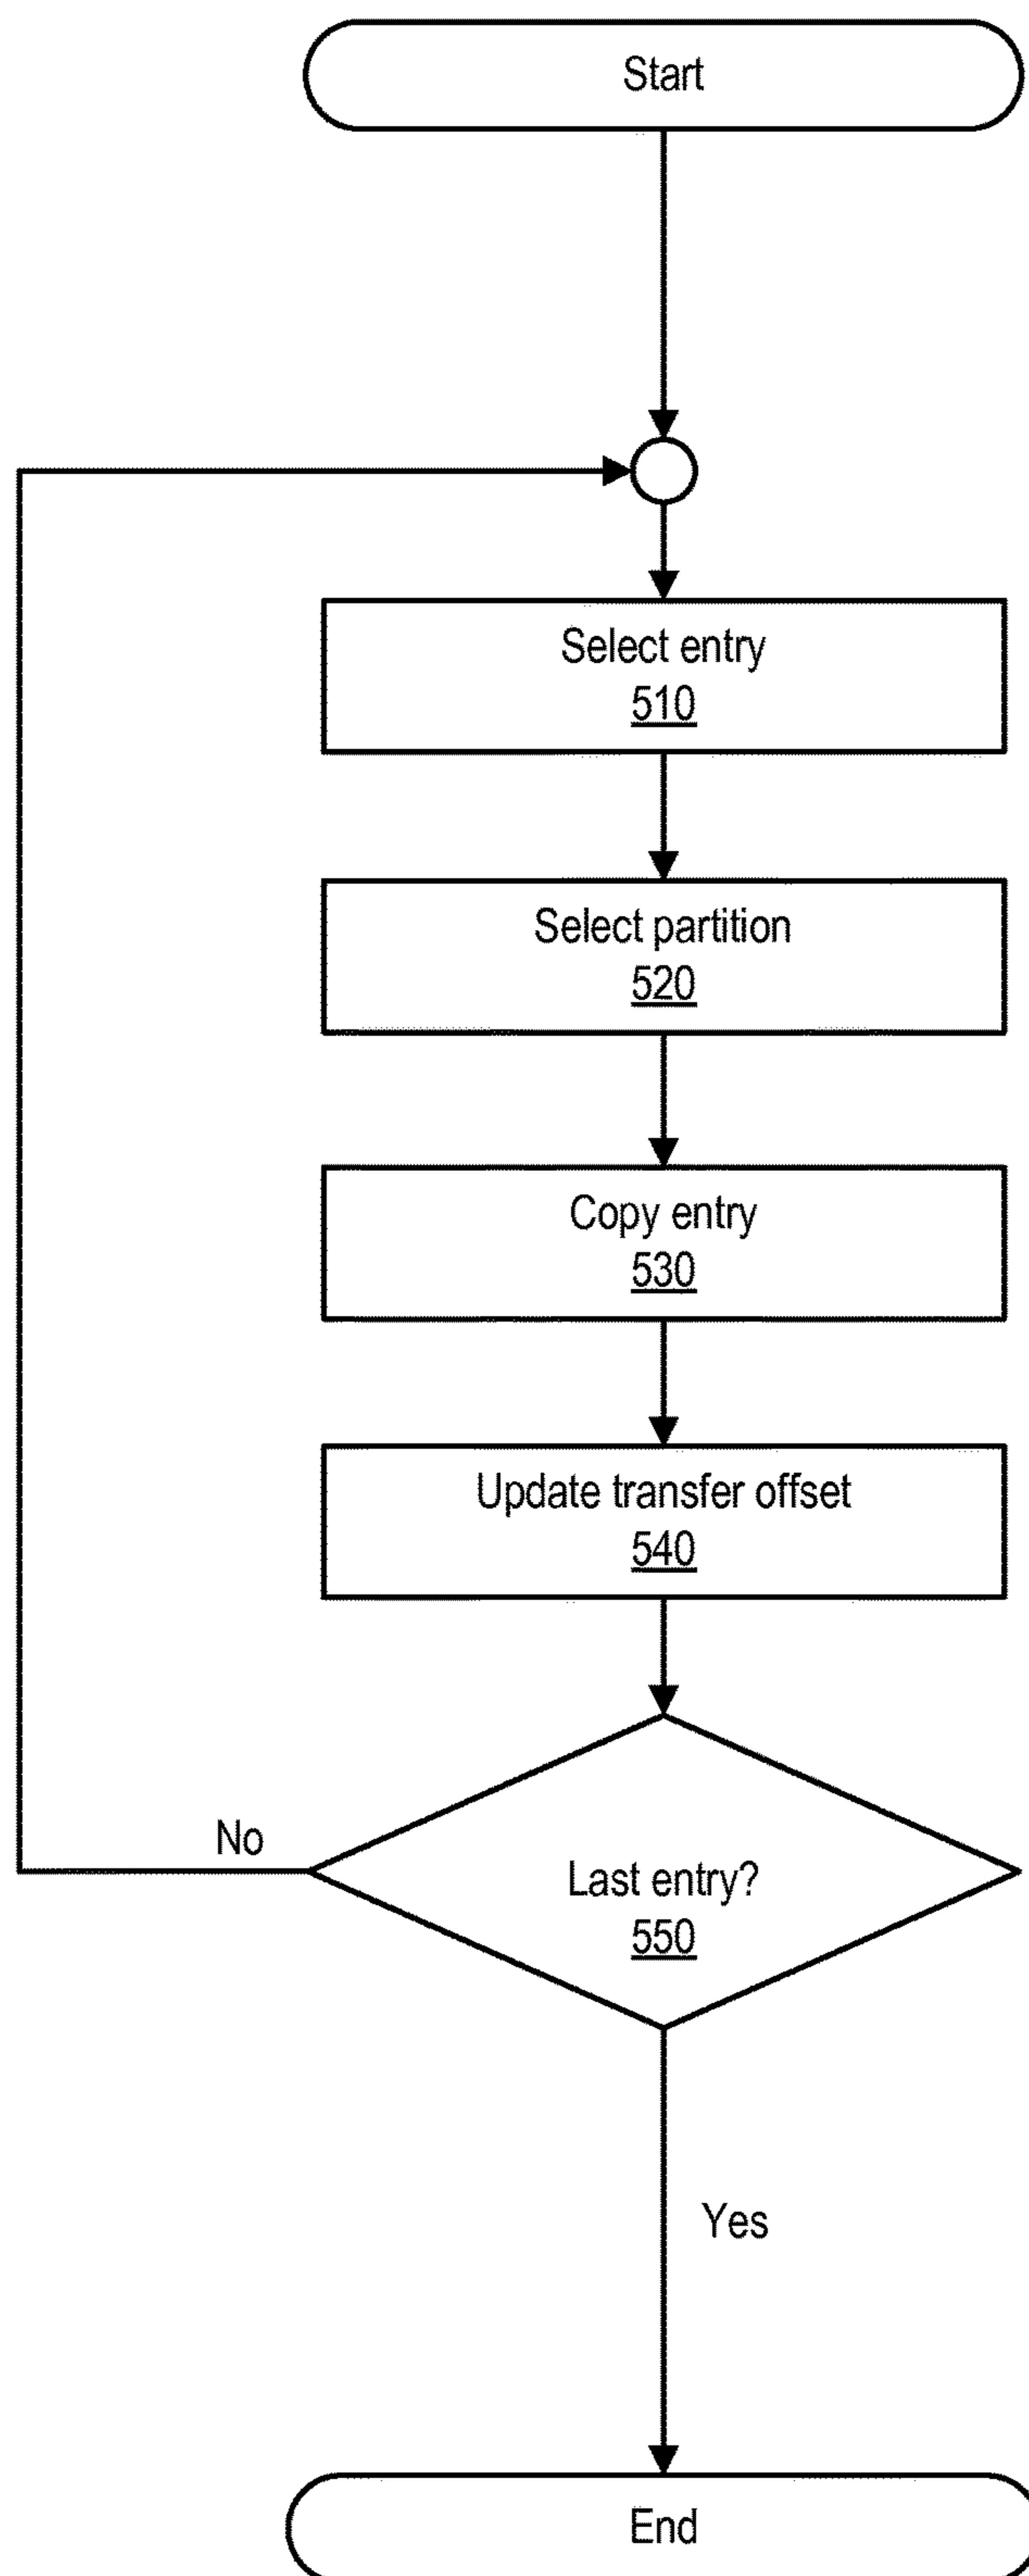 Start
Select entry
510
Select partition
520
Copy entry
530
Update transfer offset
540
No
Last entry?
550
Yes
End